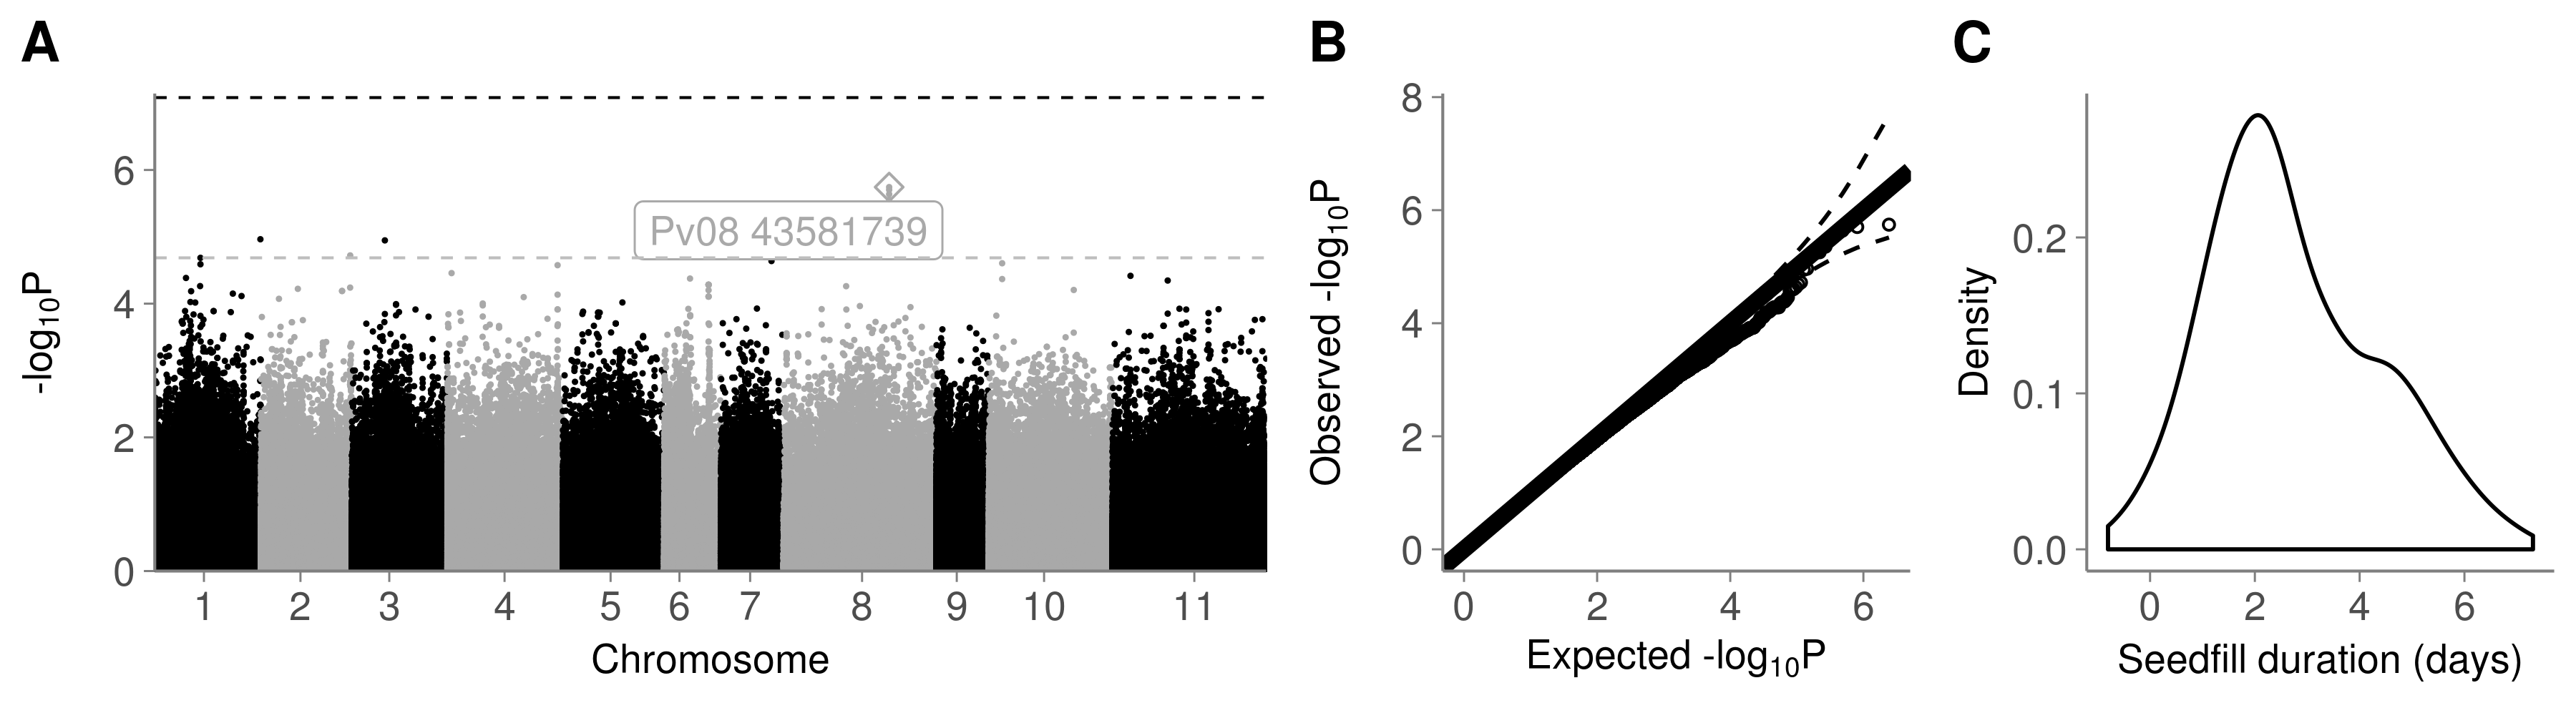 A
-log10P
6
4
2
0
Pv08 43581739
1 2 3 4 5 6 7 8 9 10 11
Chromosome
B
Observed -log10P
8
6
4
2
0
0 2 4 6
Expected -log10P
C
Density
0.2
0.1
0.0
0 2 4 6
Seedfill duration (days)